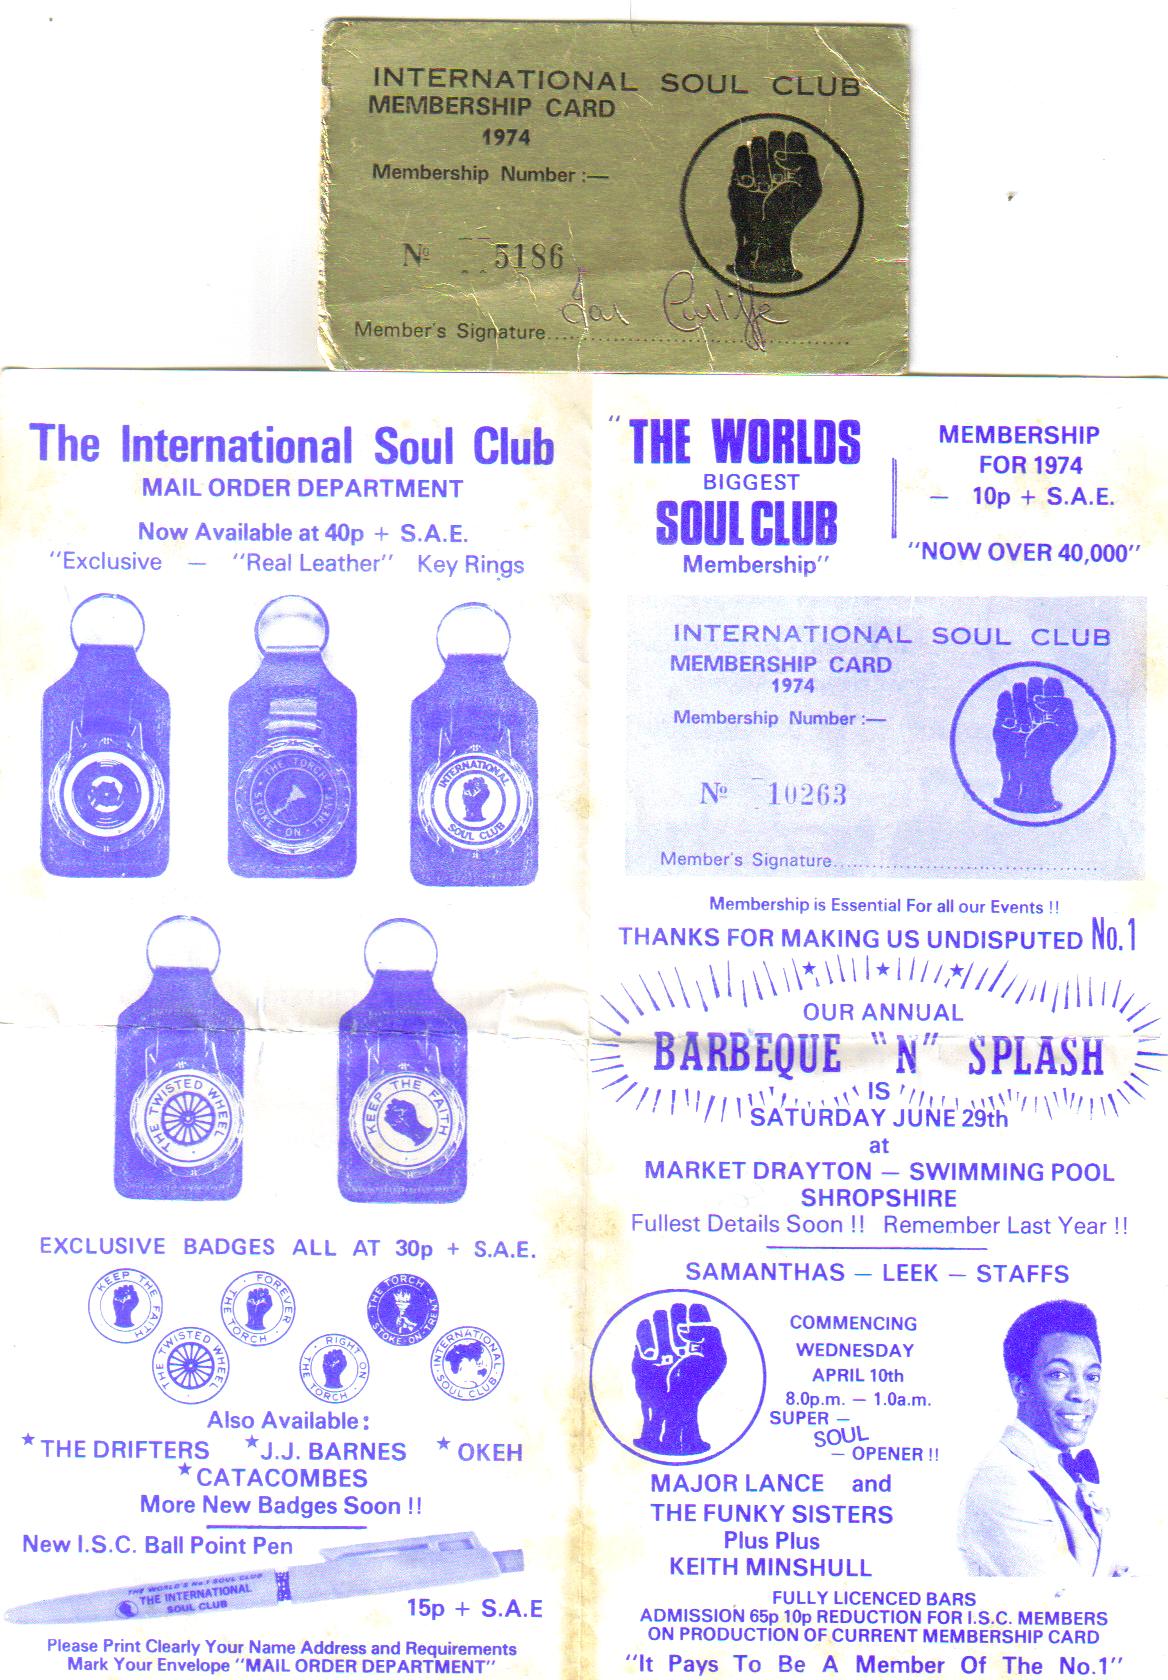 INTERNATIONAL SOUL CLUB
MEMBERSHIP CARD
1974
Membership Number :—
No 5186
Member's Signature
The International Soul Club
MAIL ORDER DEPARTMENT
Now Available at 40p + S.A.E.
"Exclusive — "Real Leather" Key Rings
THE TORCH
STOKE - ON - TRENT
INTERNATIONAL
SOUL CLUB
THE TWISTED WHEEL
KEEP THE FAITH
EXCLUSIVE BADGES ALL AT 30p + S.A.E.
KEEP THE FAITH
· FOREVER · THE TORCH
THE TORCH STOKE-ON-TRENT
THE TWISTED WHEEL
· RIGHT ON · THE TORCH
INTERNATIONAL SOUL CLUB
Also Available:
★ THE DRIFTERS ★ J.J. BARNES ★ OKEH
★ CATACOMBES
More New Badges Soon !!
New I.S.C. Ball Point Pen
THE WORLD'S No.1 SOUL CLUB
THE INTERNATIONAL
SOUL CLUB
15p + S.A.E
Please Print Clearly Your Name Address and Requirements
Mark Your Envelope "MAIL ORDER DEPARTMENT"
"THE WORLDS
BIGGEST
SOUL CLUB
Membership"
MEMBERSHIP
FOR 1974
— 10p + S.A.E.
"NOW OVER 40,000"
INTERNATIONAL SOUL CLUB
MEMBERSHIP CARD
1974
Membership Number :—
No 10263
Member's Signature
Membership is Essential For all our Events !!
THANKS FOR MAKING US UNDISPUTED No.1
OUR ANNUAL
BARBEQUE "N" SPLASH
IS
SATURDAY JUNE 29th
at
MARKET DRAYTON — SWIMMING POOL
SHROPSHIRE
Fullest Details Soon !! Remember Last Year !!
SAMANTHAS — LEEK — STAFFS
COMMENCING
WEDNESDAY
APRIL 10th
8.0p.m. — 1.0a.m.
SUPER —
SOUL
— OPENER !!
MAJOR LANCE and
THE FUNKY SISTERS
Plus Plus
KEITH MINSHULL
FULLY LICENCED BARS
ADMISSION 65p 10p REDUCTION FOR I.S.C. MEMBERS
ON PRODUCTION OF CURRENT MEMBERSHIP CARD
"It Pays To Be A Member Of The No.1"